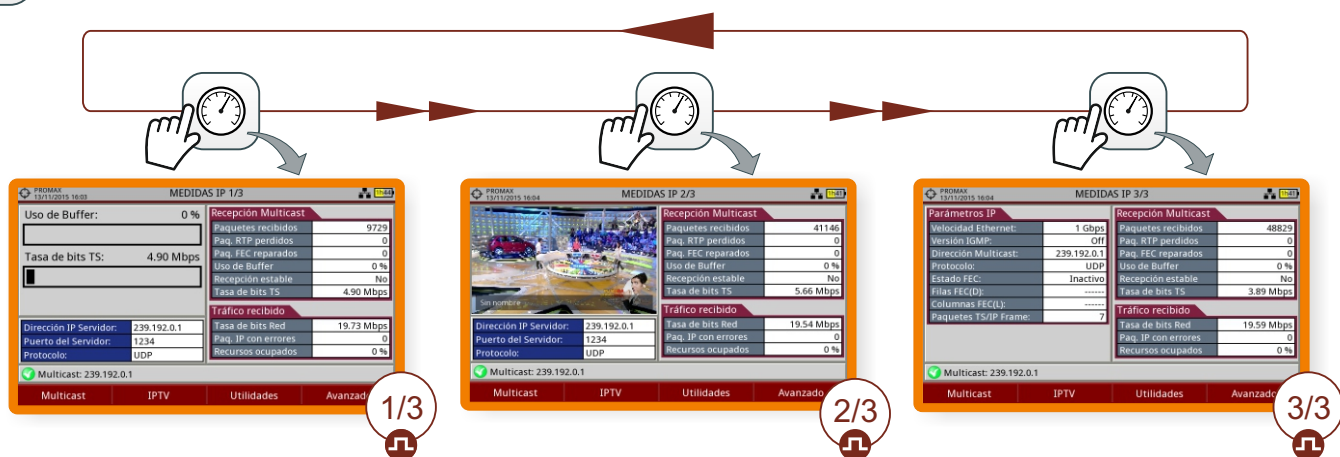 PROMAX
13/11/2015 16:03
MEDIDAS IP 1/3
1h44
Uso de Buffer: 0 %
Tasa de bits TS: 4.90 Mbps
Dirección IP Servidor: 239.192.0.1
Puerto del Servidor: 1234
Protocolo: UDP
Recepción Multicast
Paquetes recibidos 9729
Paq. RTP perdidos 0
Paq. FEC reparados 0
Uso de Buffer 0 %
Recepción estable No
Tasa de bits TS 4.90 Mbps
Tráfico recibido
Tasa de bits Red 19.73 Mbps
Paq. IP con errores 0
Recursos ocupados 0 %
Multicast: 239.192.0.1
Multicast IPTV Utilidades Avanzado
1/3
PROMAX
13/11/2015 16:04
MEDIDAS IP 2/3
1h41
Sin nombre
Dirección IP Servidor: 239.192.0.1
Puerto del Servidor: 1234
Protocolo: UDP
Recepción Multicast
Paquetes recibidos 41146
Paq. RTP perdidos 0
Paq. FEC reparados 0
Uso de Buffer 0 %
Recepción estable No
Tasa de bits TS 5.66 Mbps
Tráfico recibido
Tasa de bits Red 19.54 Mbps
Paq. IP con errores 0
Recursos ocupados 0 %
Multicast: 239.192.0.1
Multicast IPTV Utilidades Avanzado
2/3
PROMAX
13/11/2015 16:04
MEDIDAS IP 3/3
1h41
Parámetros IP
Velocidad Ethernet: 1 Gbps
Versión IGMP: Off
Dirección Multicast: 239.192.0.1
Protocolo: UDP
Estado FEC: Inactivo
Filas FEC(D): ------
Columnas FEC(L): ------
Paquetes TS/IP Frame: 7
Recepción Multicast
Paquetes recibidos 48829
Paq. RTP perdidos 0
Paq. FEC reparados 0
Uso de Buffer 0 %
Recepción estable No
Tasa de bits TS 3.89 Mbps
Tráfico recibido
Tasa de bits Red 19.59 Mbps
Paq. IP con errores 0
Recursos ocupados 0 %
Multicast: 239.192.0.1
Multicast IPTV Utilidades Avanzado
3/3